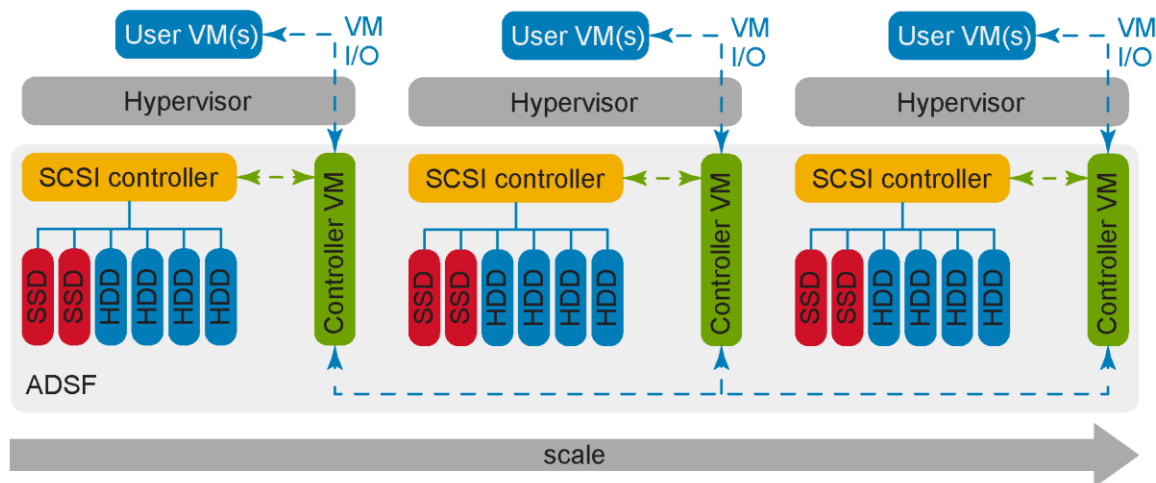 User VM(s)
VM
I/O
User VM(s)
VM
I/O
User VM(s)
VM
I/O
Hypervisor
Hypervisor
Hypervisor
SCSI controller
Controller VM
SCSI controller
Controller VM
SCSI controller
Controller VM
SSD
SSD
HDD
HDD
HDD
HDD
SSD
SSD
HDD
HDD
HDD
HDD
SSD
SSD
HDD
HDD
HDD
HDD
ADSF
scale